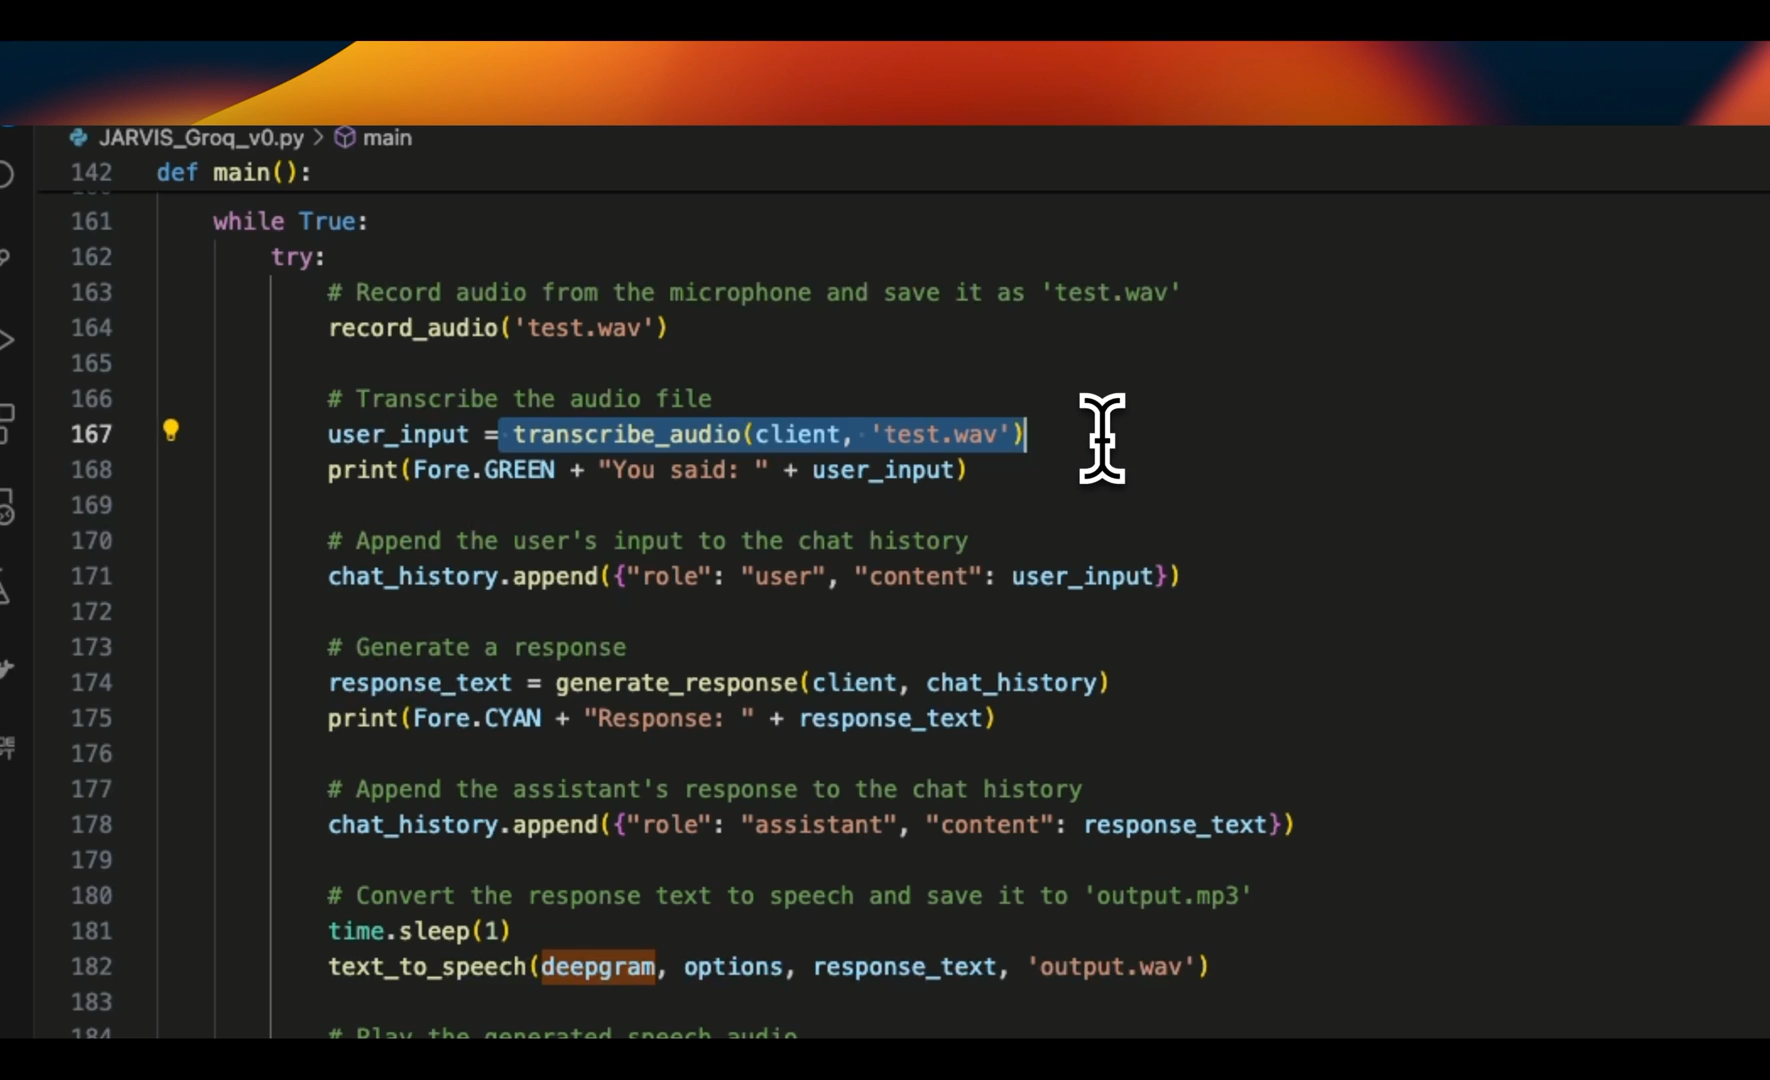 JARVIS_Groq_v0.py > main
142 def main():
161 while True:
162 try:
163 # Record audio from the microphone and save it as 'test.wav'
164 record_audio('test.wav')
165
166 # Transcribe the audio file
167 user_input = transcribe_audio(client, 'test.wav')
168 print(Fore.GREEN + "You said: " + user_input)
169
170 # Append the user's input to the chat history
171 chat_history.append({"role": "user", "content": user_input})
172
173 # Generate a response
174 response_text = generate_response(client, chat_history)
175 print(Fore.CYAN + "Response: " + response_text)
176
177 # Append the assistant's response to the chat history
178 chat_history.append({"role": "assistant", "content": response_text})
179
180 # Convert the response text to speech and save it to 'output.mp3'
181 time.sleep(1)
182 text_to_speech(deepgram, options, response_text, 'output.wav')
183
184 # Play the generated speech audio